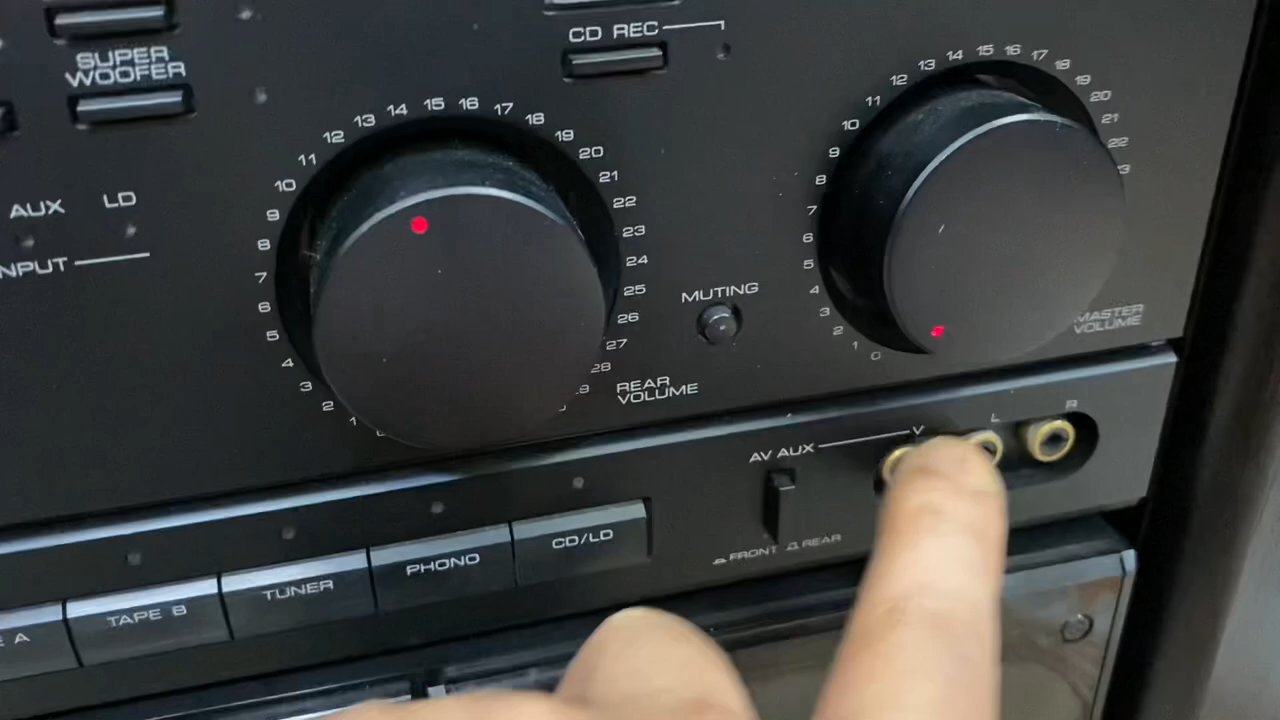 SUPER
WOOFER
CD REC
AUX LD
NPUT
1 2 3 4 5 6 7 8 9 10 11 12 13 14 15 16 17 18 19 20 21 22 23 24 25 26 27 28
REAR
VOLUME
MUTING
0 1 2 3 4 5 6 7 8 9 10 11 12 13 14 15 16 17 18 19 20 21 22
MASTER
VOLUME
AV AUX V L R
FRONT REAR
E A
TAPE B
TUNER
PHONO
CD/LD